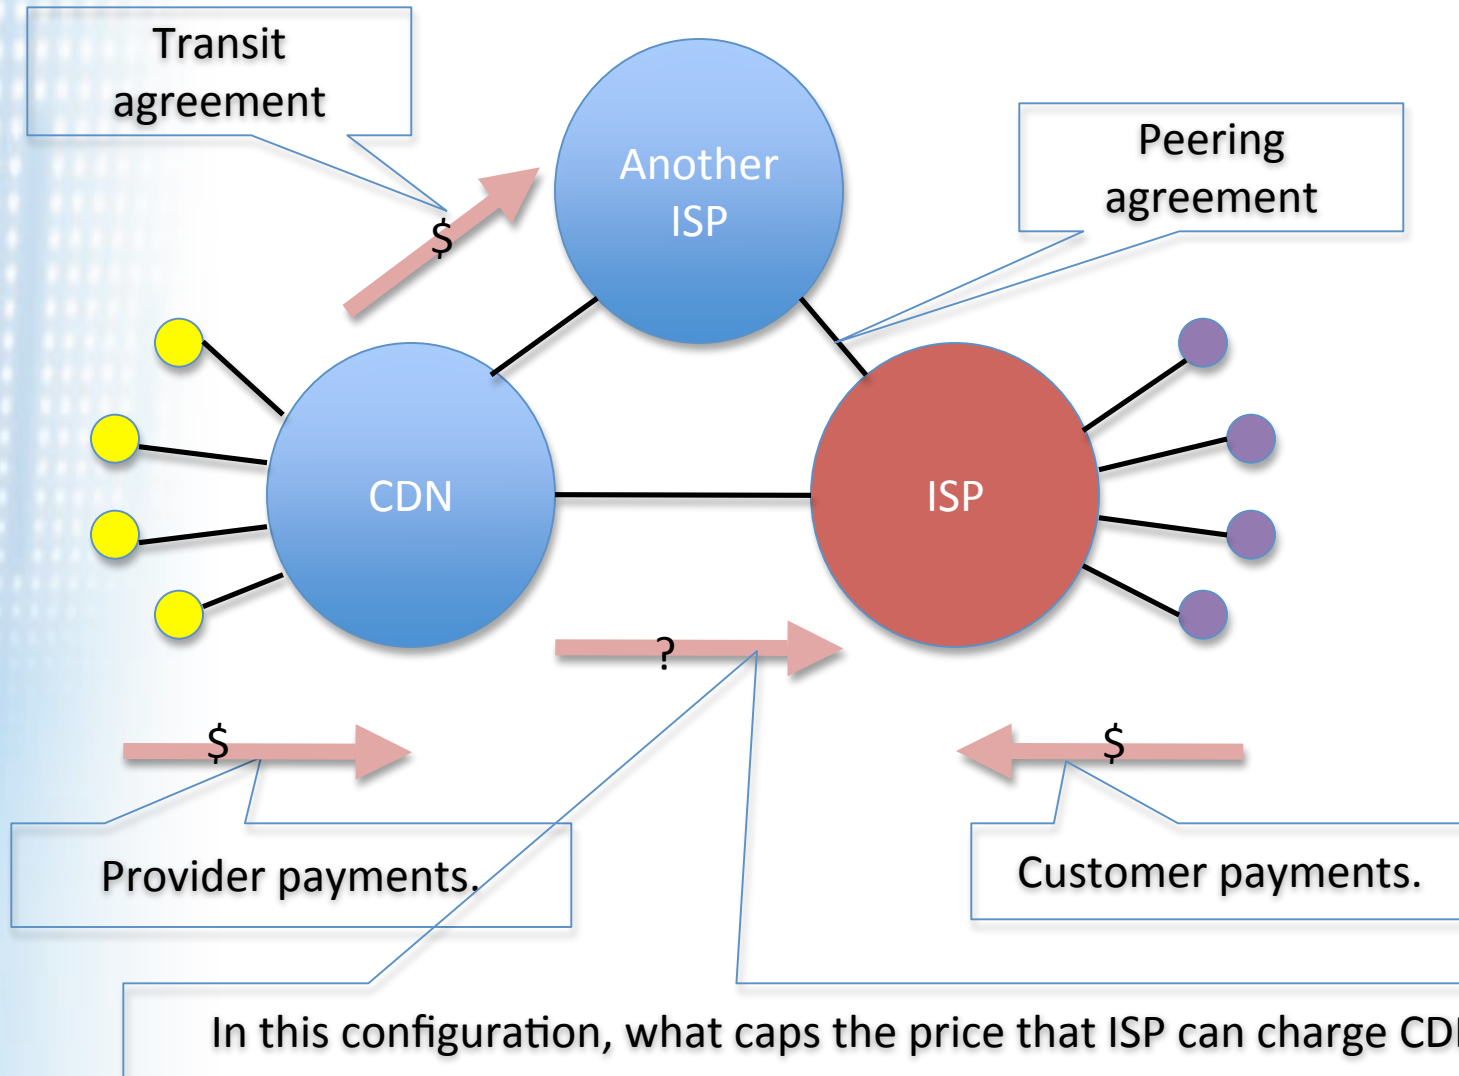 Transit
agreement
Another
ISP
Peering
agreement
$
CDN
ISP
?
$
$
Provider payments.
Customer payments.
In this configuration, what caps the price that ISP can charge